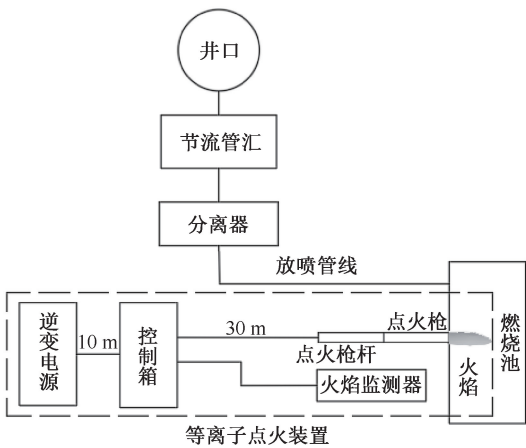 井口
节流管汇
分离器
放喷管线
逆变电源
10 m
控制箱
30 m
点火枪
点火枪杆
火焰监测器
火焰
燃烧池
等离子点火装置